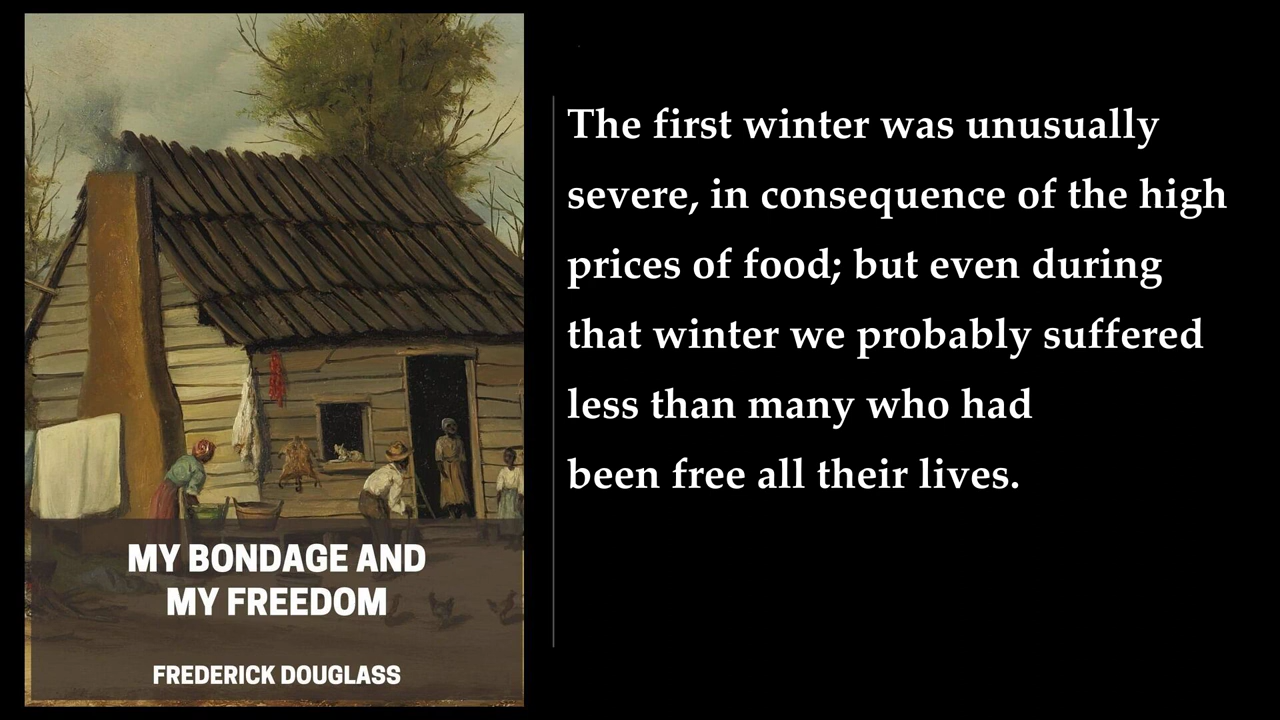 MY BONDAGE AND
MY FREEDOM
FREDERICK DOUGLASS
The first winter was unusually
severe, in consequence of the high
prices of food; but even during
that winter we probably suffered
less than many who had
been free all their lives.